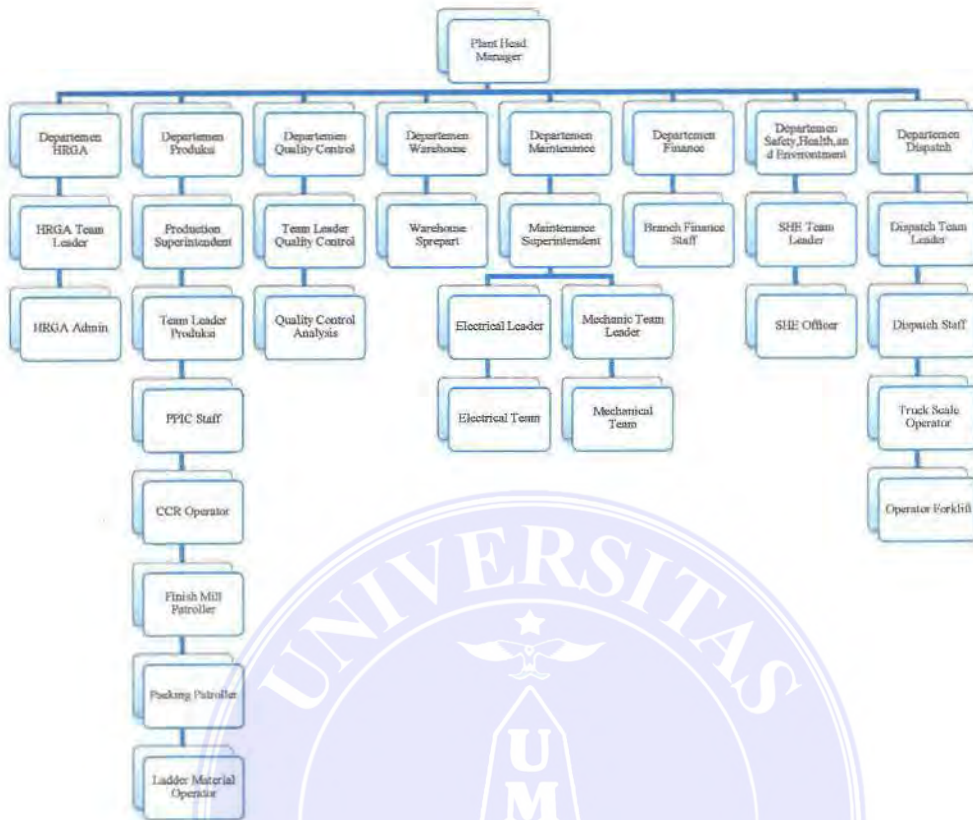 Plant Head
Manager
Departemen
HRGA
Departemen
Produksi
Departemen
Quality Control
Departemen
Warehouse
Departemen
Maintenance
Departemen
Finance
Departemen
Safety,Health,an
d Environtment
Departemen
Dispatch
HRGA Team
Leader
Production
Superintendent
Team Leader
Quality Control
Warehouse
Sprepart
Maintenance
Superintendent
Branch Finance
Staff
SHE Team
Leader
Dispatch Team
Leader
HRGA Admin
Team Leader
Produksi
Quality Control
Analysis
Electrical Leader
Mechanic Team
Leader
SHE Officer
Dispatch Staff
PPIC Staff
Electrical Team
Mechanical
Team
Truck Scale
Operator
CCR Operator
Operator Forklift
Finish Mill
Patroller
Packing Patroller
Ladder Material
Operator
UNIVERSITAS
U
M